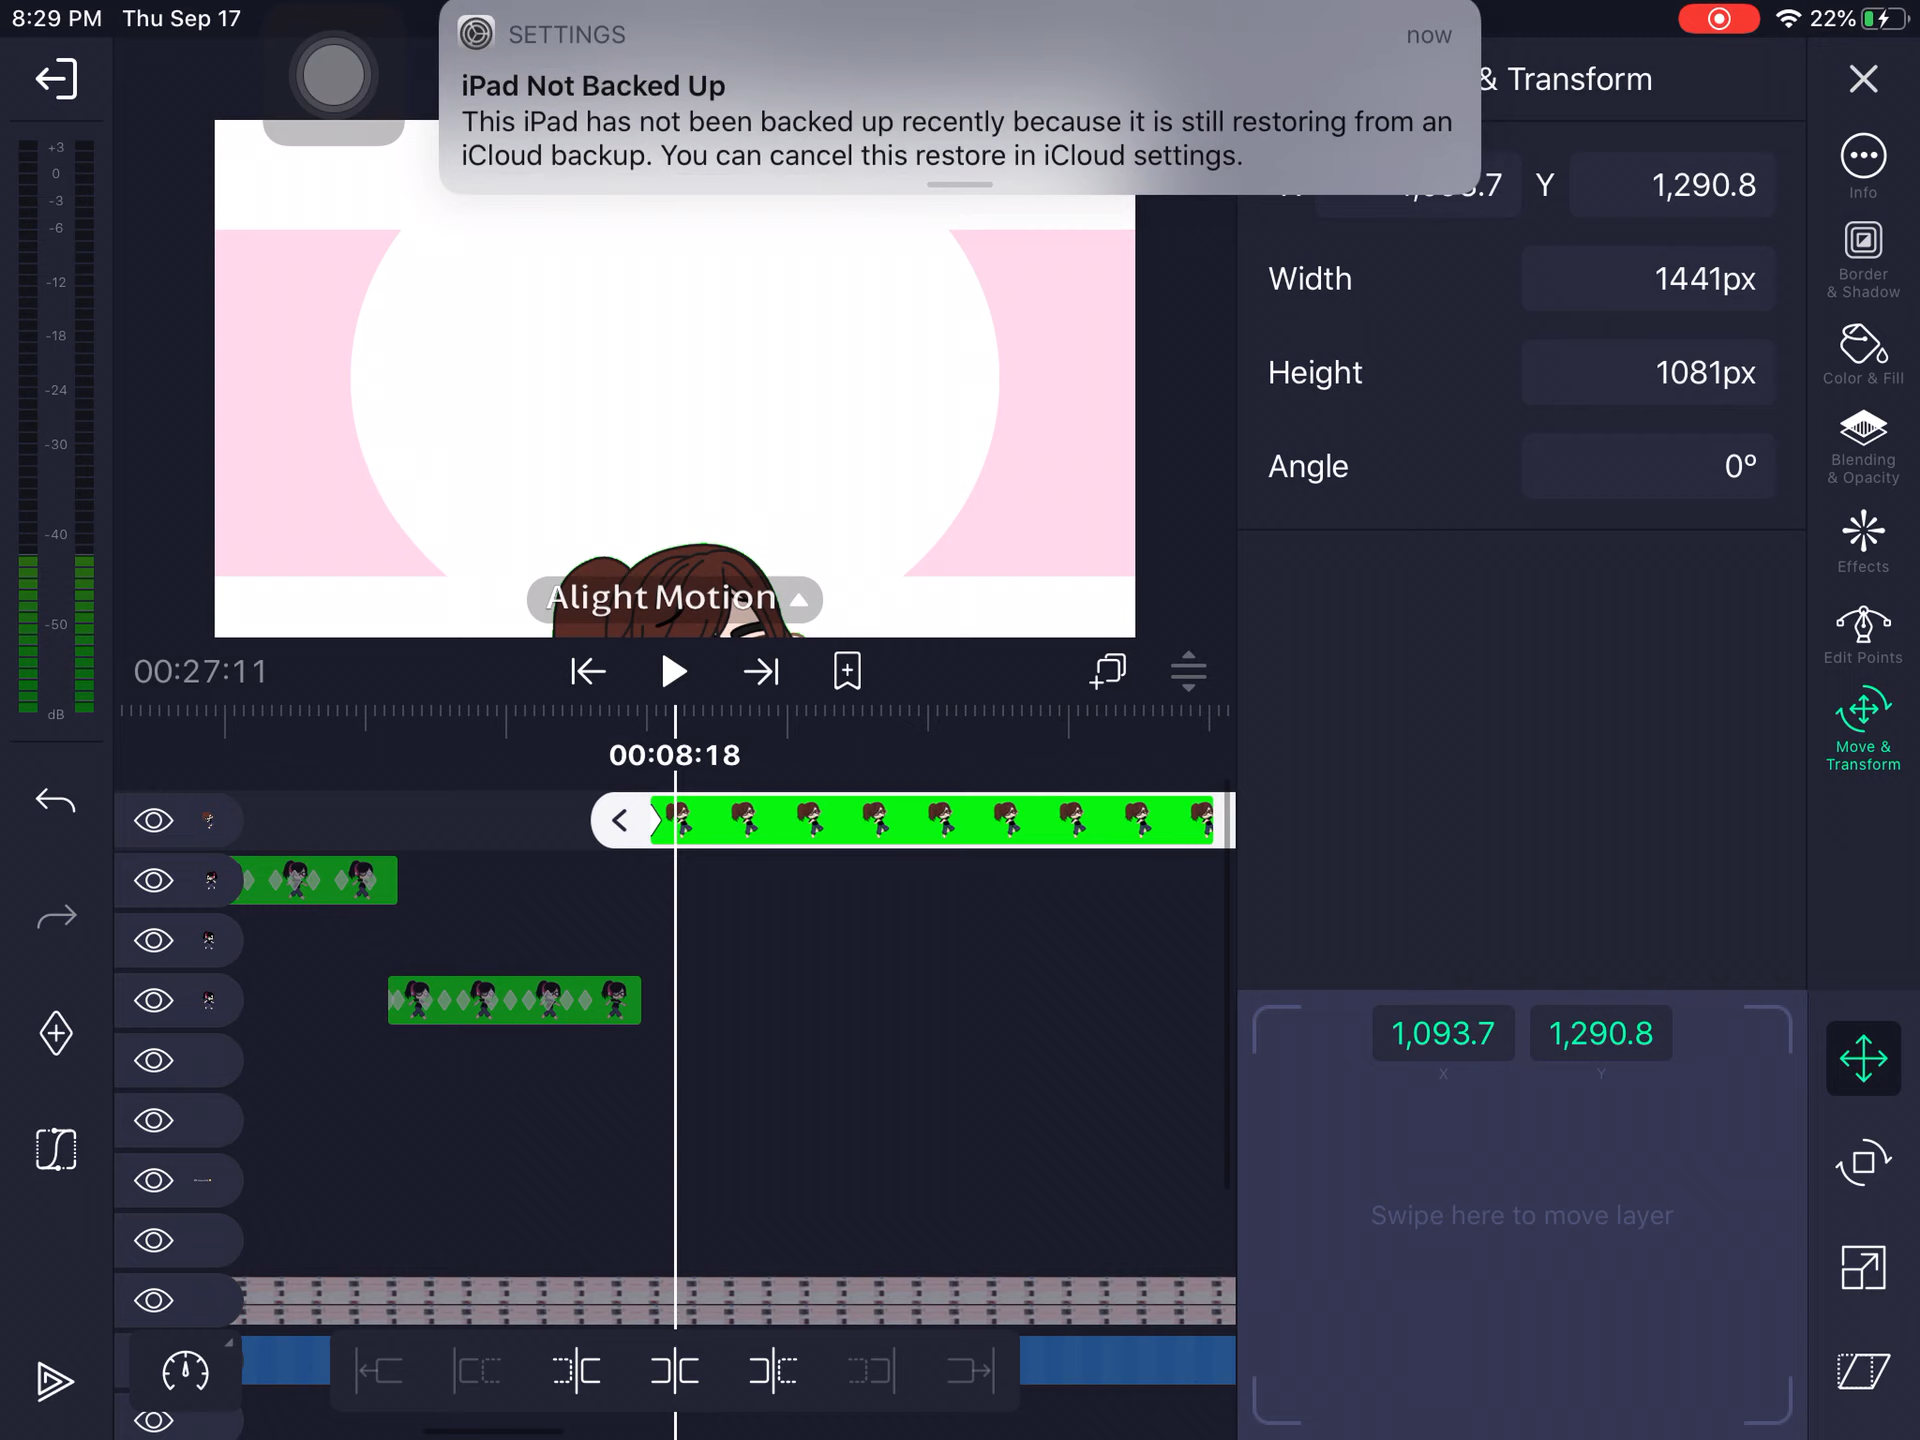 8:29 PM Thu Sep 17
22%
SETTINGS
now
iPad Not Backed Up
This iPad has not been backed up recently because it is still restoring from an
iCloud backup. You can cancel this restore in iCloud settings.
& Transform
Y
1,290.8
Width
1441px
Height
1081px
Angle
0º
Info
Border
& Shadow
Color & Fill
Blending
& Opacity
Effects
Edit Points
Move &
Transform
+3
0
-3
-6
-12
-18
-24
-30
-40
-50
dB
Alight Motion
00:27:11
00:08:18
1,093.7
1,290.8
X
Y
Swipe here to move layer